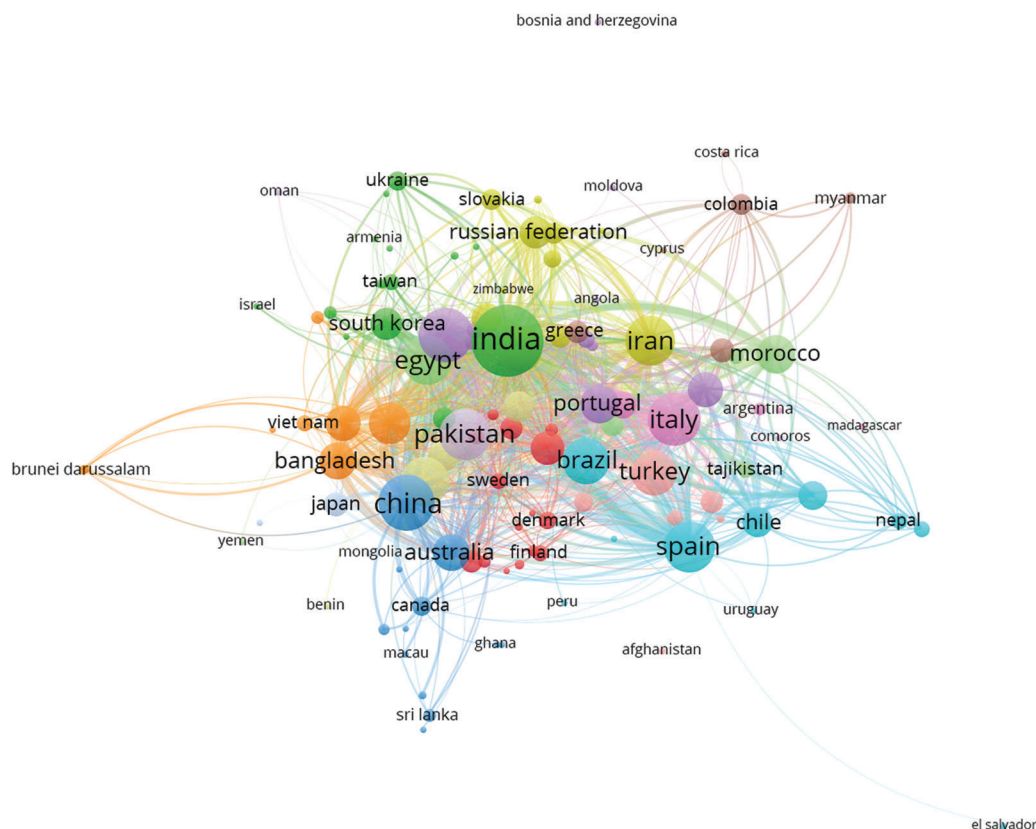 bosnia and herzegovina
costa rica
ukraine
oman
slovakia
moldova
colombia
myanmar
armenia
russian federation
cyprus
taiwan
zimbabwe
angola
israel
south korea
india
greece
iran
egypt
morocco
portugal
italy
argentina
viet nam
pakistan
comoros
madagascar
brunei darussalam
bangladesh
sweden
brazil
turkey
tajikistan
japan
china
denmark
chile
nepal
yemen
mongolia
australia
finland
spain
benin
canada
peru
uruguay
macau
ghana
afghanistan
sri lanka
el salvador